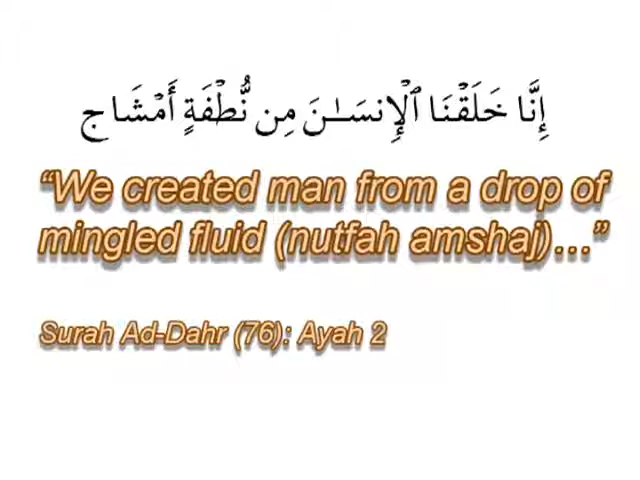 إِنَّا خَلَقْنَا ٱلْإِنسَـٰنَ مِن نُّطْفَةٍ أَمْشَاج
“We created man from a drop of
mingled fluid (nutfah amshaj)…”
Surah Ad-Dahr (76): Ayah 2